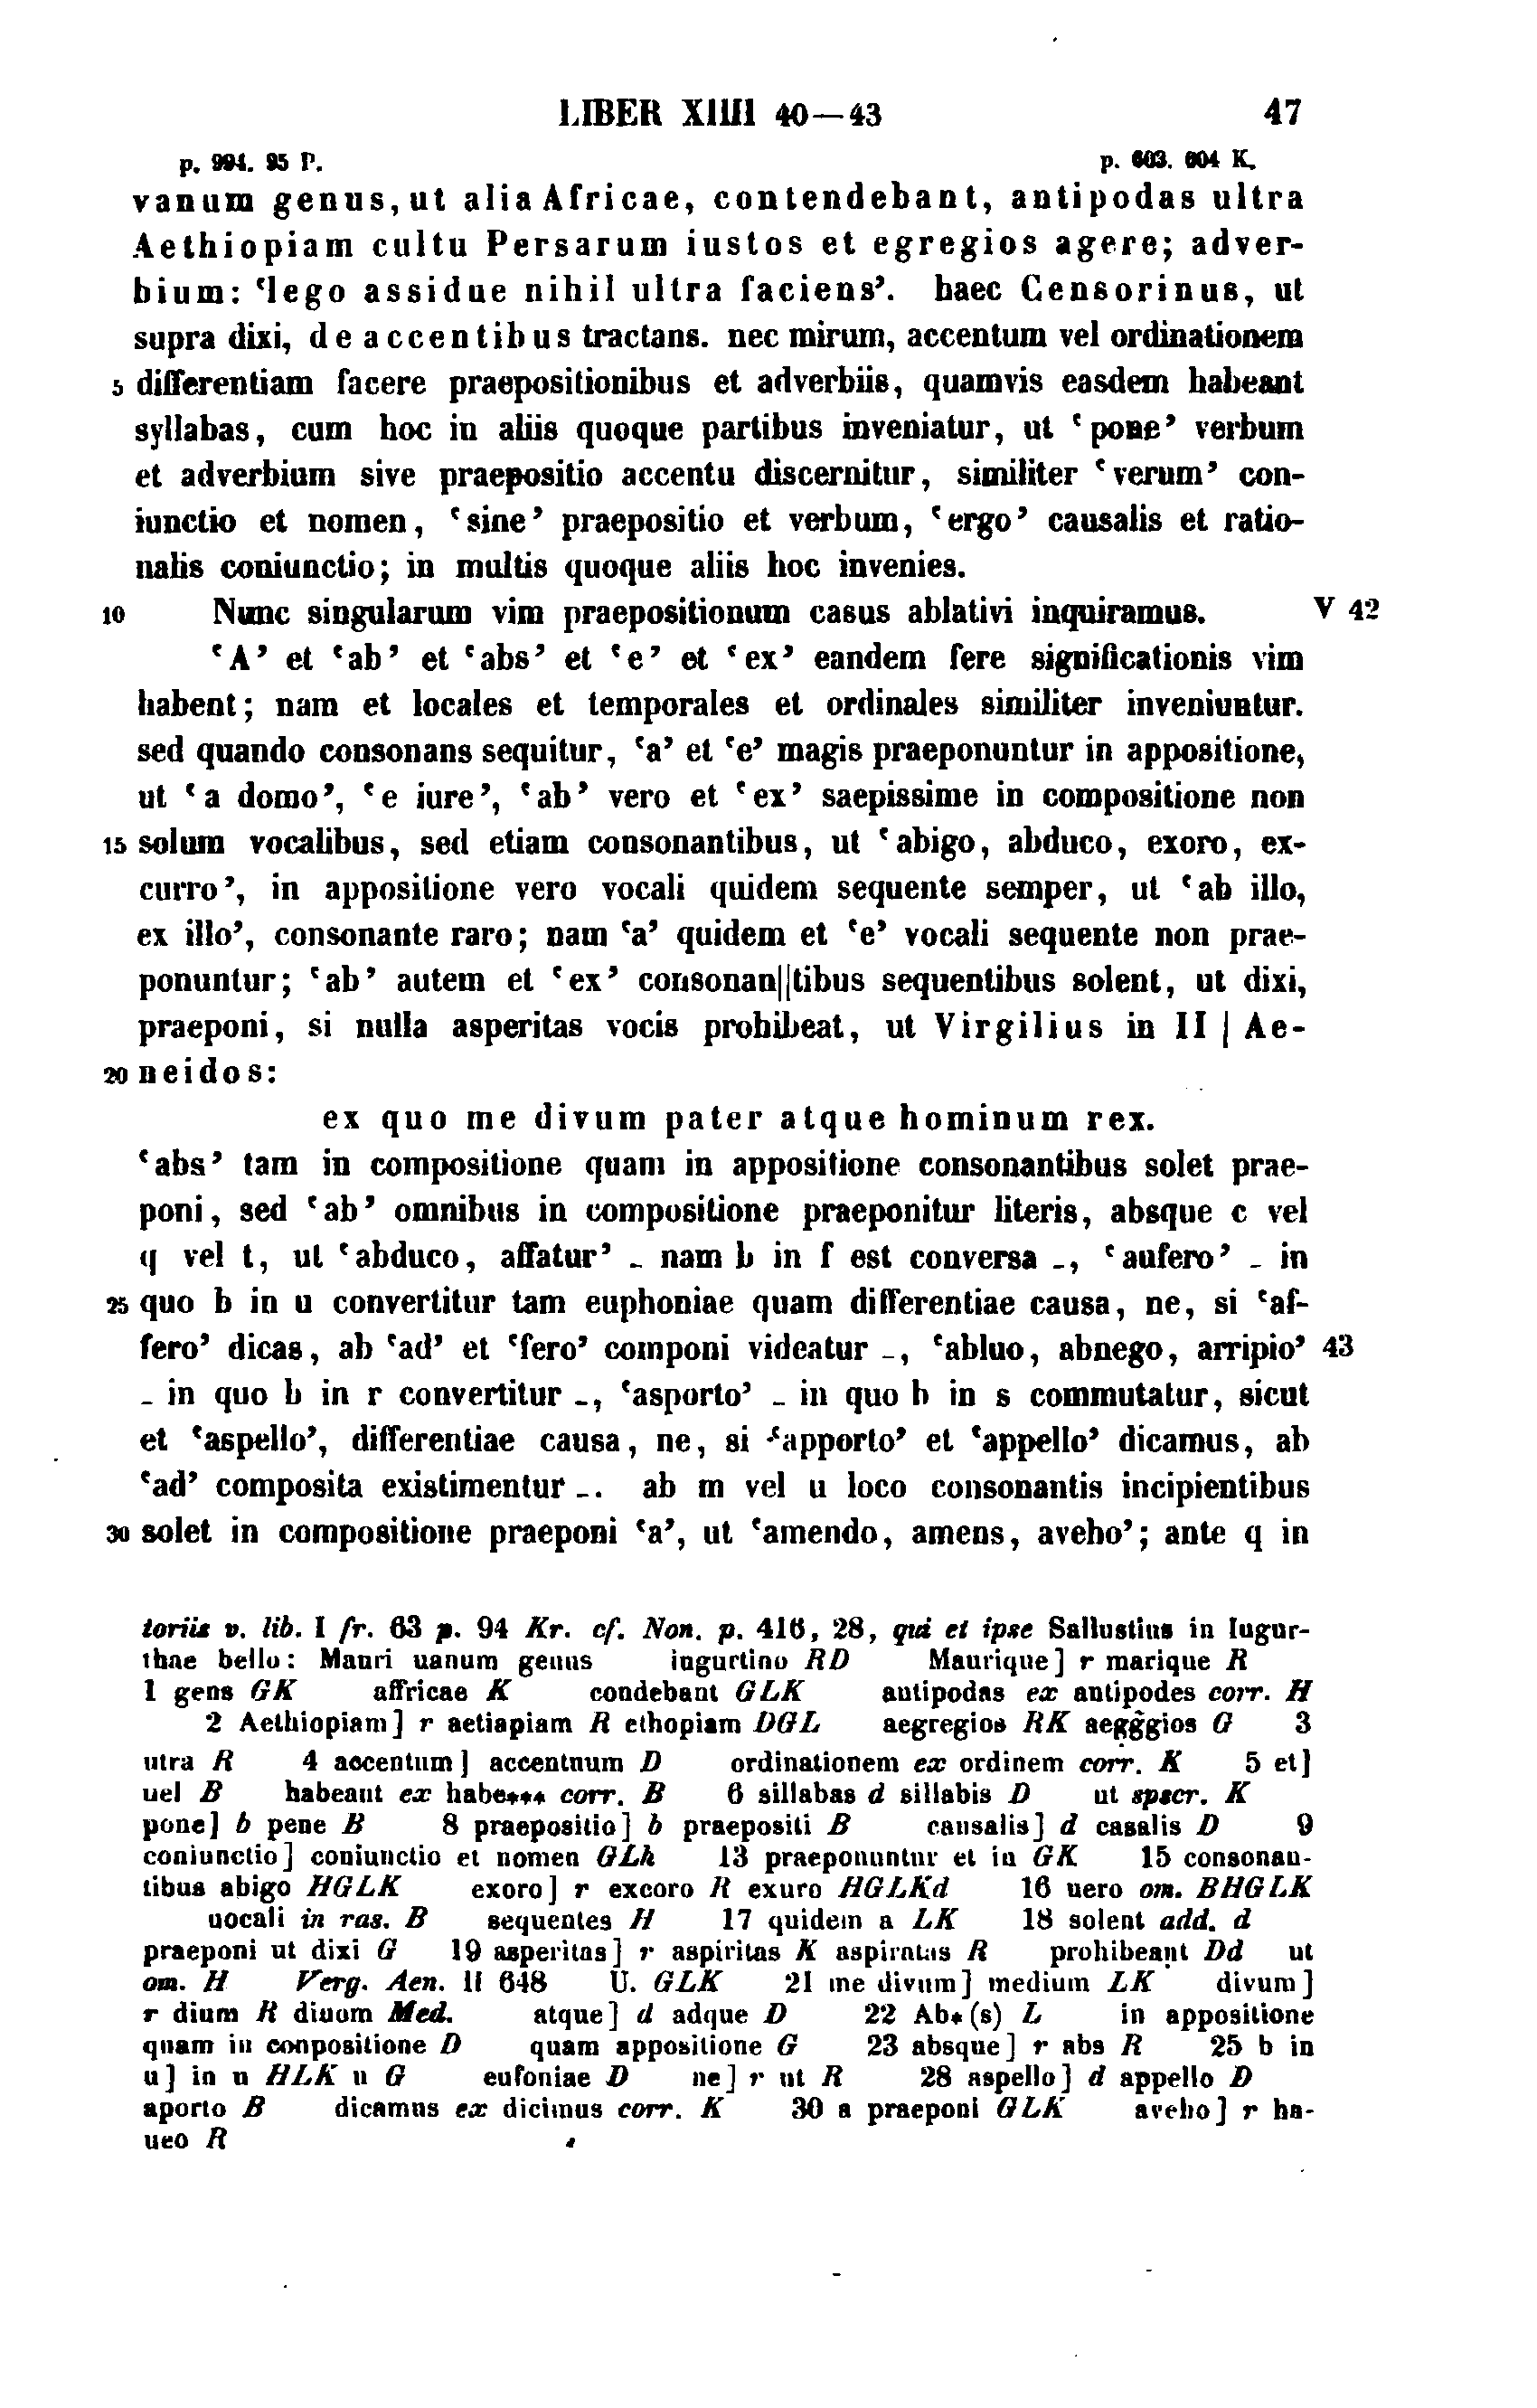 LIBER XIIII 40—43 47
p. 994. 95 P. p. 603. 604 K.
vanum genus, ut alia Africae, contendebant, antipodas ultra
Aethiopiam cultu Persarum iustos et egregios agere; adver-
bium: ‘lego assidue nihil ultra faciens’. haec Censorinus, ut
supra dixi, de accentibus tractans. nec mirum, accentum vel ordinationem
5 differentiam facere praepositionibus et adverbiis, quamvis easdem habeant
syllabas, cum hoc in aliis quoque partibus inveniatur, ut ‘pone’ verbum
et adverbium sive praepositio accentu discernitur, similiter ‘verum’ con-
iunctio et nomen, ‘sine’ praepositio et verbum, ‘ergo’ causalis et ratio-
nalis coniunctio; in multis quoque aliis hoc invenies.
10 Nunc singularum vim praepositionum casus ablativi inquiramus. V 42
‘A’ et ‘ab’ et ‘abs’ et ‘e’ et ‘ex’ eandem fere significationis vim
habent; nam et locales et temporales et ordinales similiter inveniuntur.
sed quando consonans sequitur, ‘a’ et ‘e’ magis praeponuntur in appositione,
ut ‘a domo’, ‘e iure’, ‘ab’ vero et ‘ex’ saepissime in compositione non
15 solum vocalibus, sed etiam consonantibus, ut ‘abigo, abduco, exoro, ex-
curro’, in appositione vero vocali quidem sequente semper, ut ‘ab illo,
ex illo’, consonante raro; nam ‘a’ quidem et ‘e’ vocali sequente non prae-
ponuntur; ‘ab’ autem et ‘ex’ consonan||tibus sequentibus solent, ut dixi,
praeponi, si nulla asperitas vocis prohibeat, ut Virgilius in II | Ae-
20 neidos:
ex quo me divum pater atque hominum rex.
‘abs’ tam in compositione quam in appositione consonantibus solet prae-
poni, sed ‘ab’ omnibus in compositione praeponitur literis, absque c vel
q vel t, ut ‘abduco, affatur’ _ nam b in f est conversa _, ‘aufero’ _ in
25 quo b in u convertitur tam euphoniae quam differentiae causa, ne, si ‘af-
fero’ dicas, ab ‘ad’ et ‘fero’ componi videatur _, ‘abluo, abnego, arripio’ 43
_ in quo b in r convertitur _, ‘asporto’ _ in quo b in s commutatur, sicut
et ‘aspello’, differentiae causa, ne, si ‘apporto’ et ‘appello’ dicamus, ab
‘ad’ composita existimentur _. ab m vel u loco consonantis incipientibus
30 solet in compositione praeponi ‘a’, ut ‘amendo, amens, aveho’; ante q in
toriis v. lib. I fr. 63 p. 94 Kr. cf. Non. p. 416, 28, qui et ipse Sallustius in Iugur-
thae bello: Mauri uanum genus iugurtino RD Maurique] r marique R
1 gens GK affricae K condebant GLK antipodas ex antipodes corr. H
2 Aethiopiam] r aetiapiam R ethopiam DGL aegregios RK aegggios G 3
utra R 4 accentum] accentuum D ordinationem ex ordinem corr. K 5 et]
uel B habeant ex habe*** corr. B 6 sillabas d sillabis D ut spscr. K
pone] b pene B 8 praepositio] b praepositi B causalis] d casalis D 9
coniunctio] coniunctio et nomen GLh 13 praeponuntur et in GK 15 consonan-
tibus abigo HGLK exoro] r excoro R exuro HGLKd 16 uero om. BHGLK
uocali in ras. B sequentes H 17 quidem a LK 18 solent add. d
praeponi ut dixi G 19 asperitas] r aspiritas K aspiratas R prohibeant Dd ut
om. H Verg. Aen. II 648 U. GLK 21 me divum] medium LK divum]
r dium R diuom Med. atque] d adque D 22 Ab*(s) L in appositione
quam in conpositione D quam appositione G 23 absque] r abs R 25 b in
u] in u HLK u G eufoniae D ne] r ut R 28 aspello] d appello D
aporto B dicamus ex dicimus corr. K 30 a praeponi GLK aveho] r ha-
ueo R